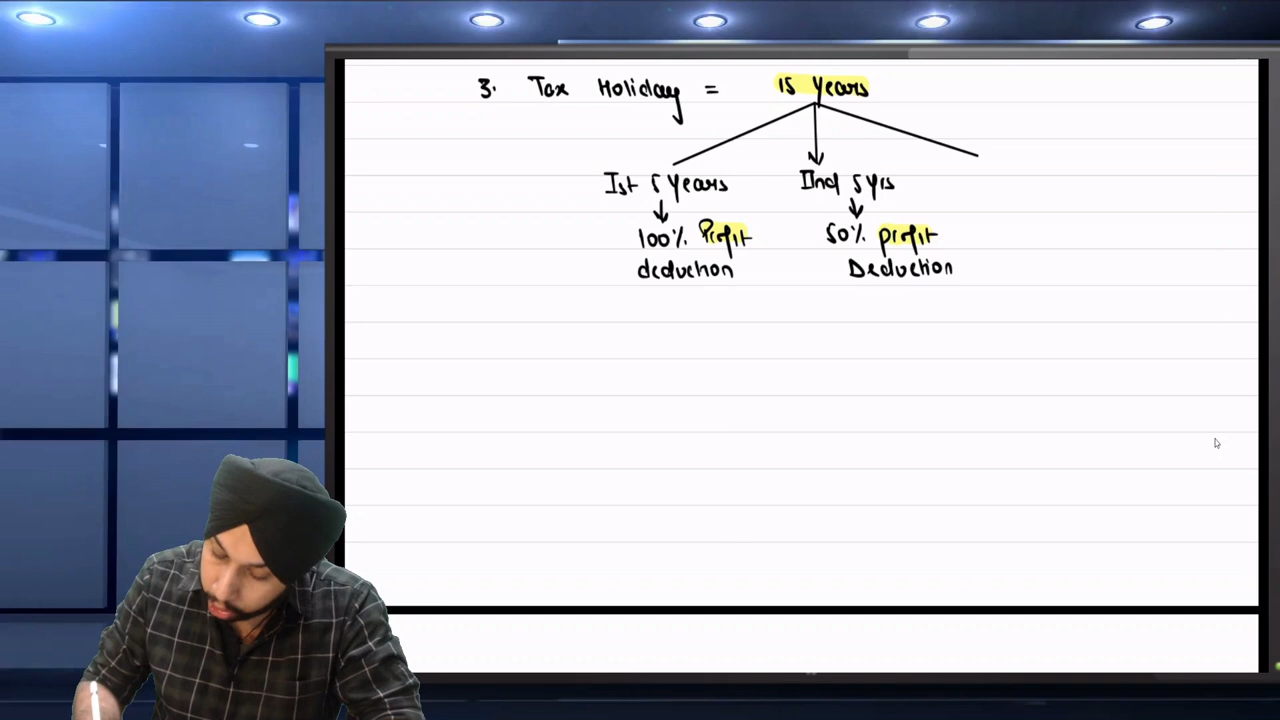 3. Tax Holiday = 15 Years
Ist 5 Years IInd 5 yrs
100% Profit 50% profit
deduction Deduction